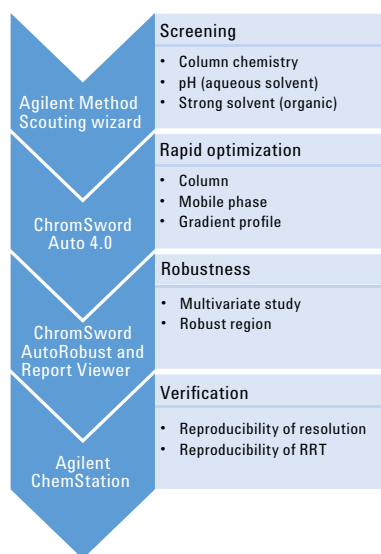 Screening
• Column chemistry
• pH (aqueous solvent)
• Strong solvent (organic)
Agilent Method
Scouting wizard
Rapid optimization
• Column
• Mobile phase
• Gradient profile
ChromSword
Auto 4.0
Robustness
• Multivariate study
• Robust region
ChromSword
AutoRobust and
Report Viewer
Verification
• Reproducibility of resolution
• Reproducibility of RRT
Agilent
ChemStation